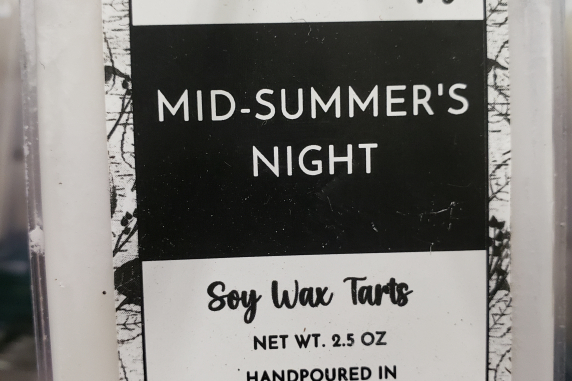 MID-SUMMER'S
NIGHT
Soy Wax Tarts
NET WT. 2.5 OZ
HANDPOURED IN